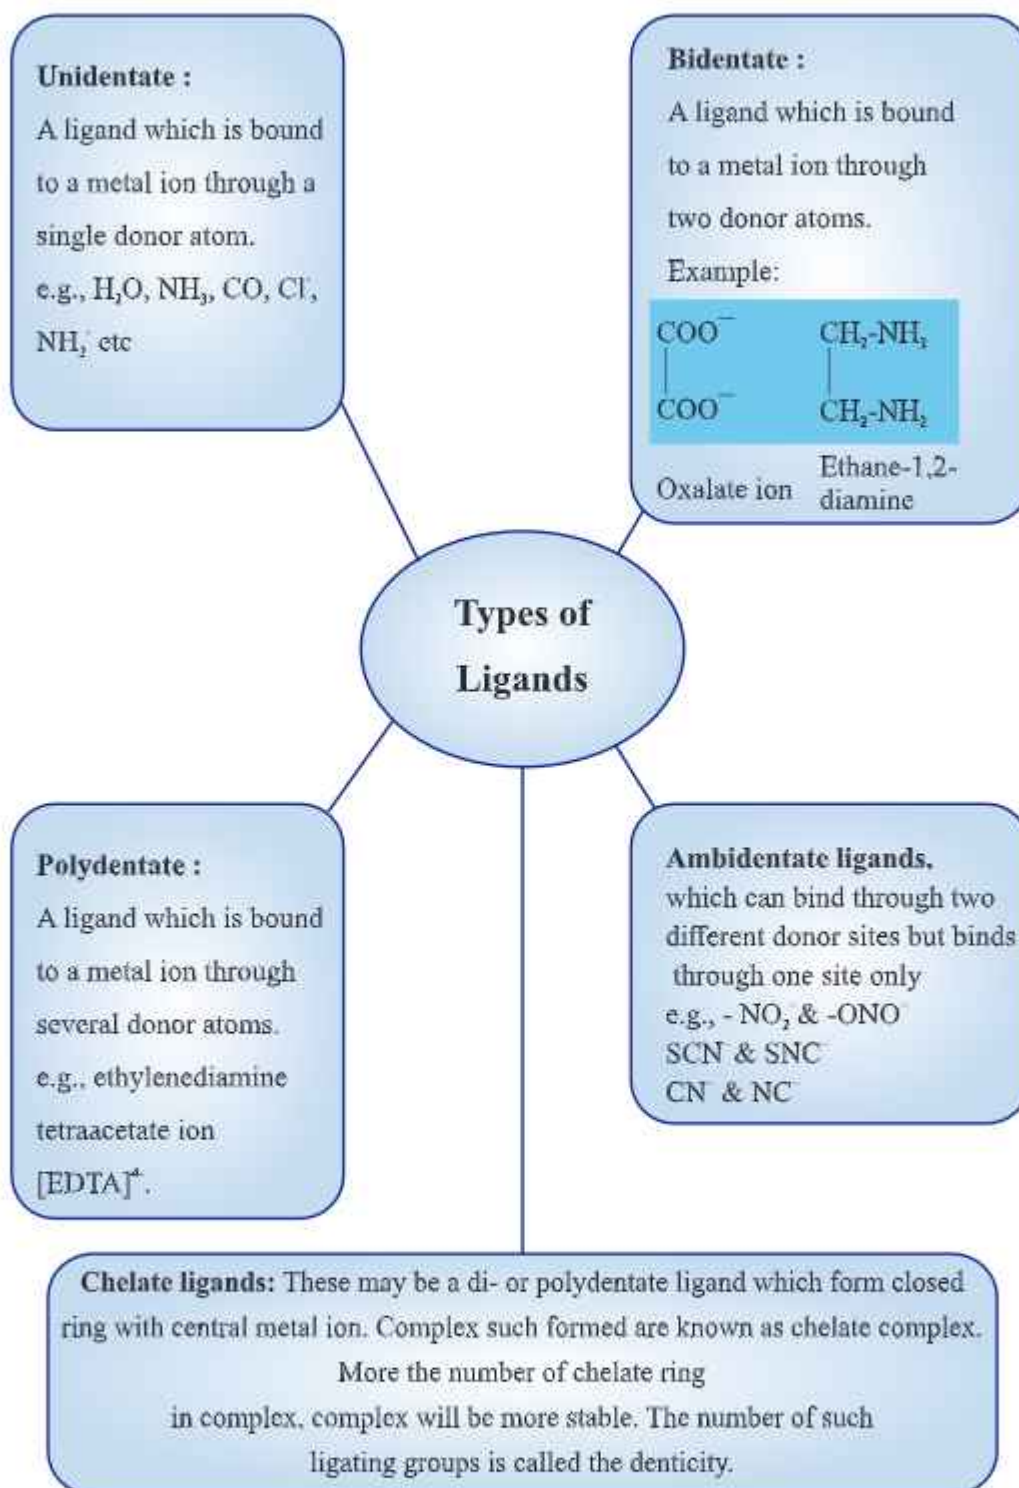 Unidentate :
A ligand which is bound
to a metal ion through a
single donor atom.
e.g., H₂O, NH₃, CO, Cl⁻,
NH₂⁻ etc
Bidentate :
A ligand which is bound
to a metal ion through
two donor atoms.
Example:
COO⁻ CH₂-NH₂
COO⁻ CH₂-NH₂
Oxalate ion Ethane-1,2-
diamine
Types of
Ligands
Polydentate :
A ligand which is bound
to a metal ion through
several donor atoms.
e.g., ethylenediamine
tetraacetate ion
[EDTA]⁴⁻.
Ambidentate ligands,
which can bind through two
different donor sites but binds
through one site only
e.g., - NO₂⁻ & -ONO⁻
SCN⁻ & SNC⁻
CN⁻ & NC⁻
Chelate ligands: These may be a di- or polydentate ligand which form closed
ring with central metal ion. Complex such formed are known as chelate complex.
More the number of chelate ring
in complex, complex will be more stable. The number of such
ligating groups is called the denticity.